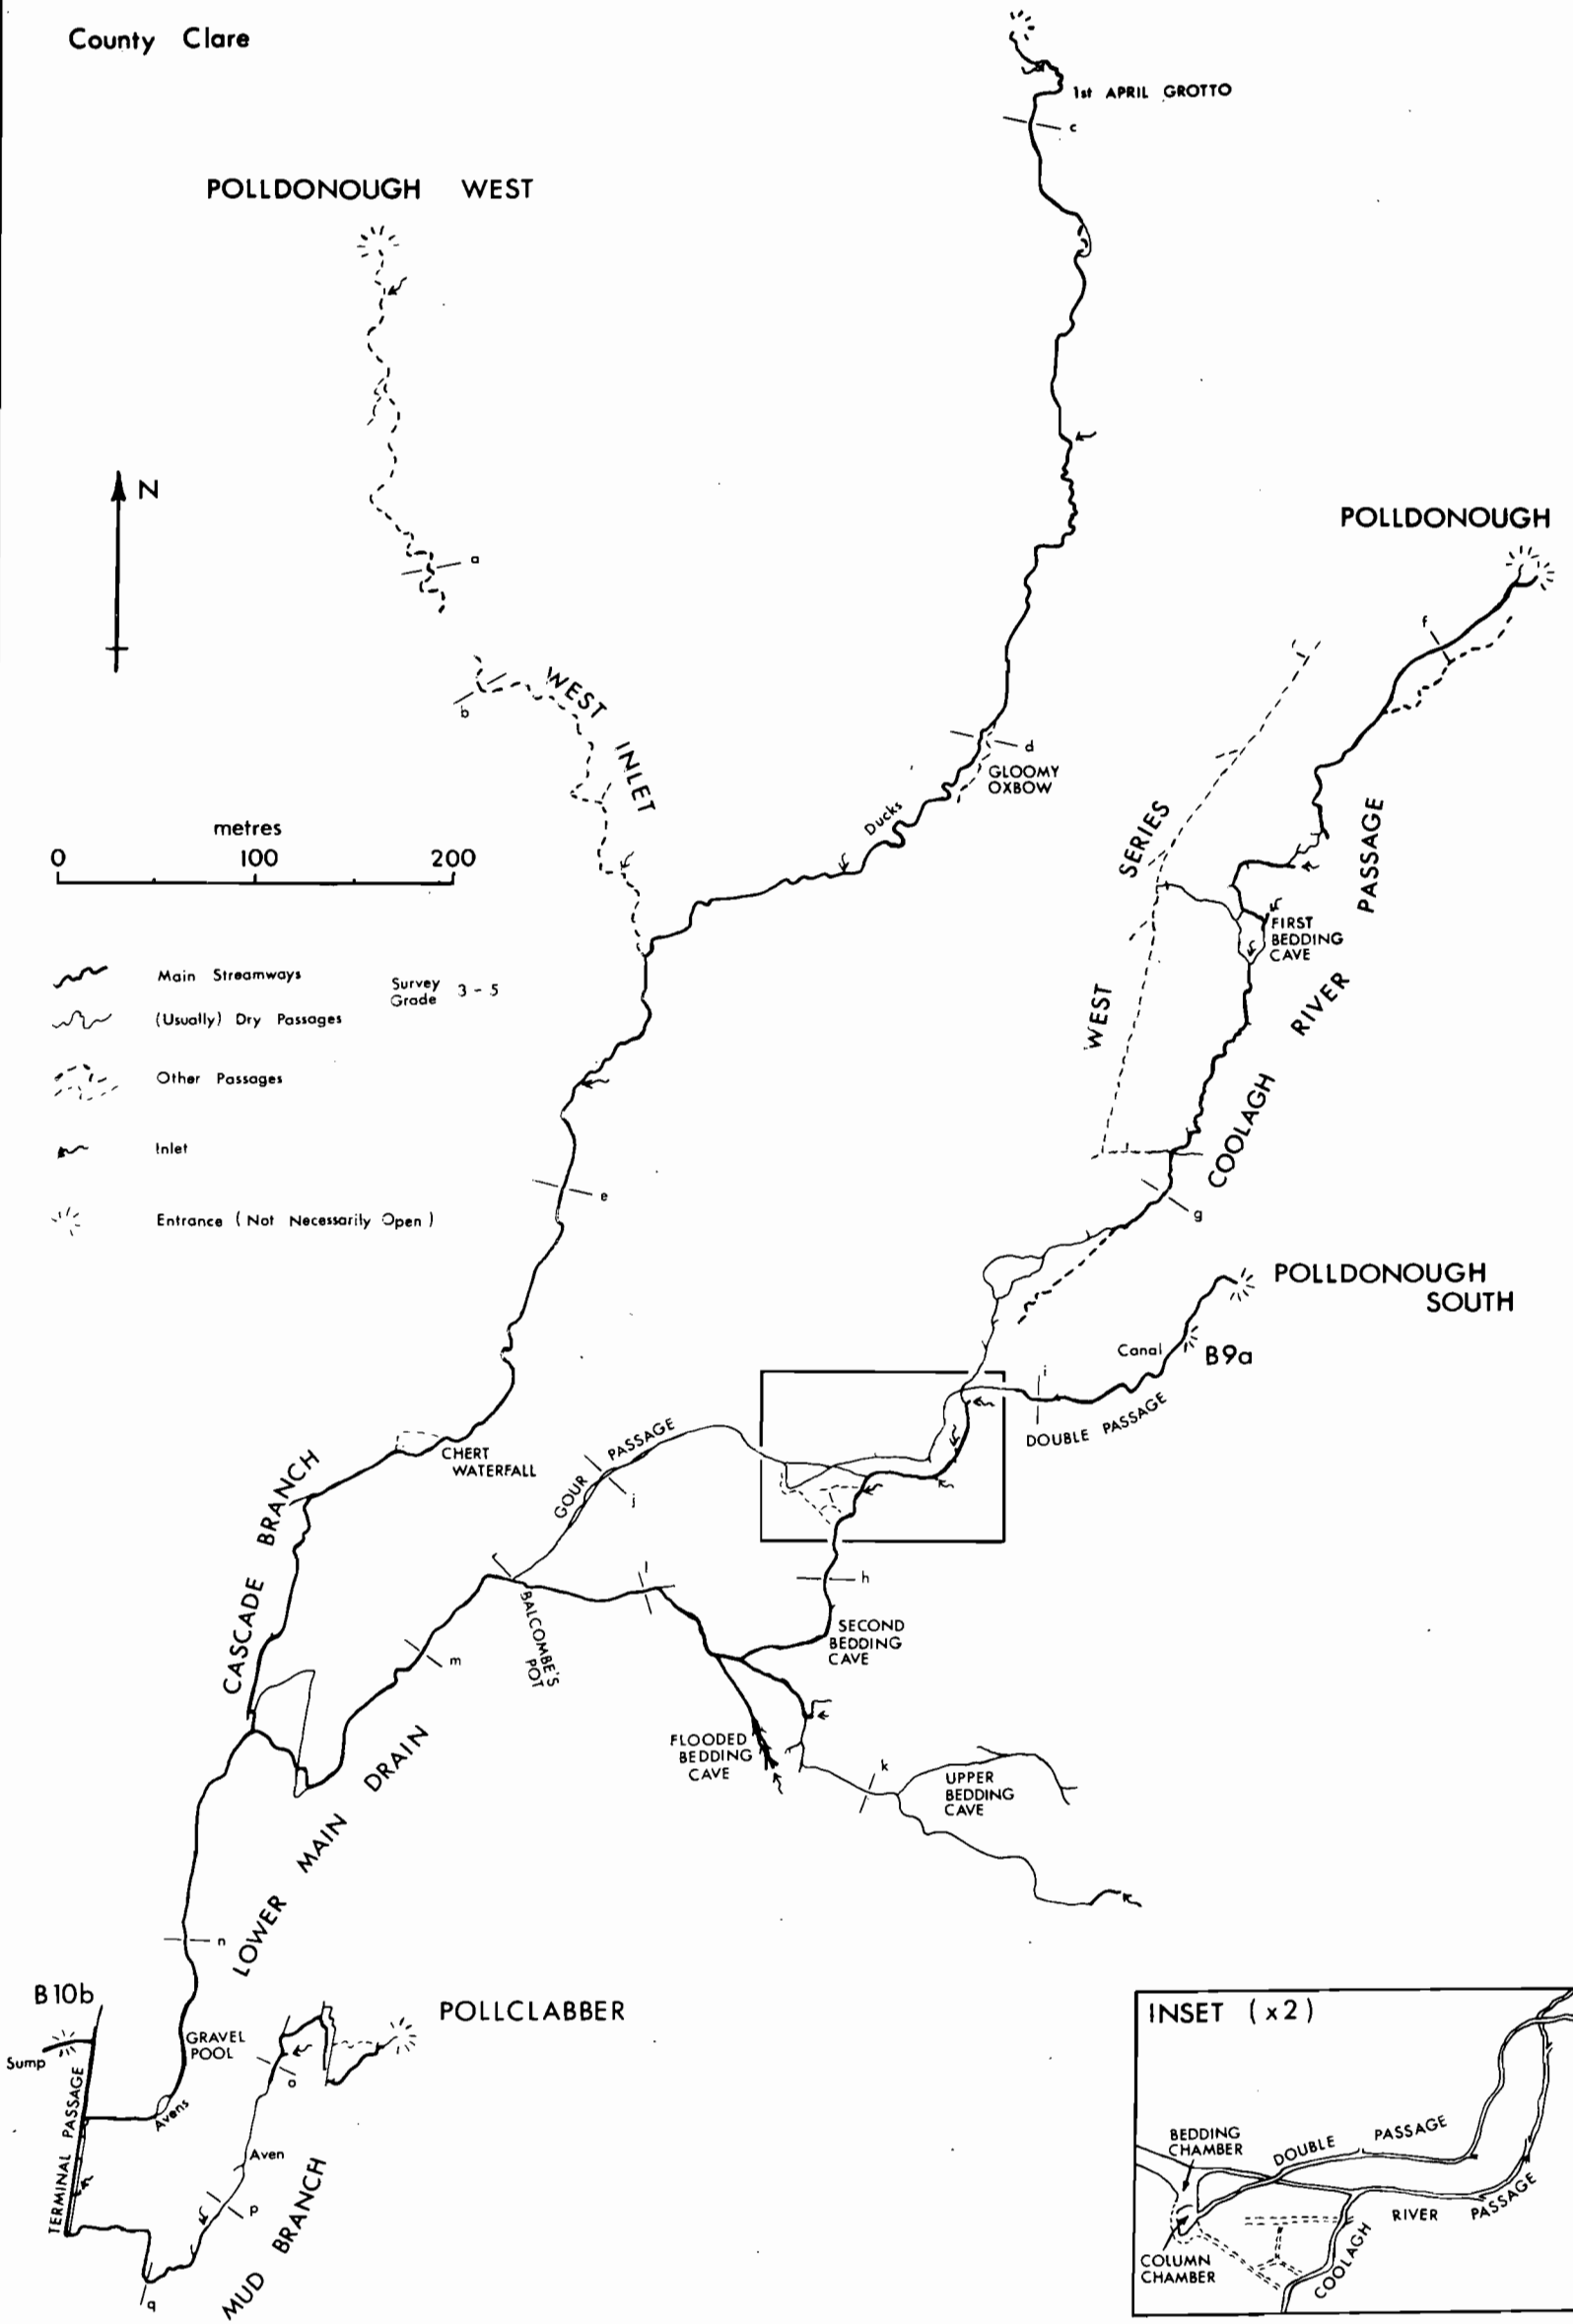 County Clare
1st APRIL GROTTO
c
POLLDONOUGH WEST
N
a
POLLDONOUGH
f
b
WEST INLET
d
GLOOMY
OXBOW
Ducks
metres
0 100 200
SERIES
PASSAGE
FIRST
BEDDING
CAVE
Main Streamways
(Usually) Dry Passages
Survey
Grade 3 - 5
Other Passages
Inlet
Entrance (Not Necessarily Open)
WEST
RIVER
COOLAGH
e
g
POLLDONOUGH
SOUTH
Canal
B9a
i
DOUBLE PASSAGE
CHERT
WATERFALL
GOUR PASSAGE
j
CASCADE BRANCH
l
h
BALCOMBE'S
POT
SECOND
BEDDING
CAVE
m
FLOODED
BEDDING
CAVE
k
UPPER
BEDDING
CAVE
LOWER MAIN DRAIN
n
B10b
Sump
GRAVEL
POOL
POLLCLABBER
o
Avens
TERMINAL PASSAGE
Aven
p
MUD BRANCH
q
INSET (x2)
BEDDING
CHAMBER
DOUBLE PASSAGE
RIVER PASSAGE
COLUMN
CHAMBER
COOLAGH